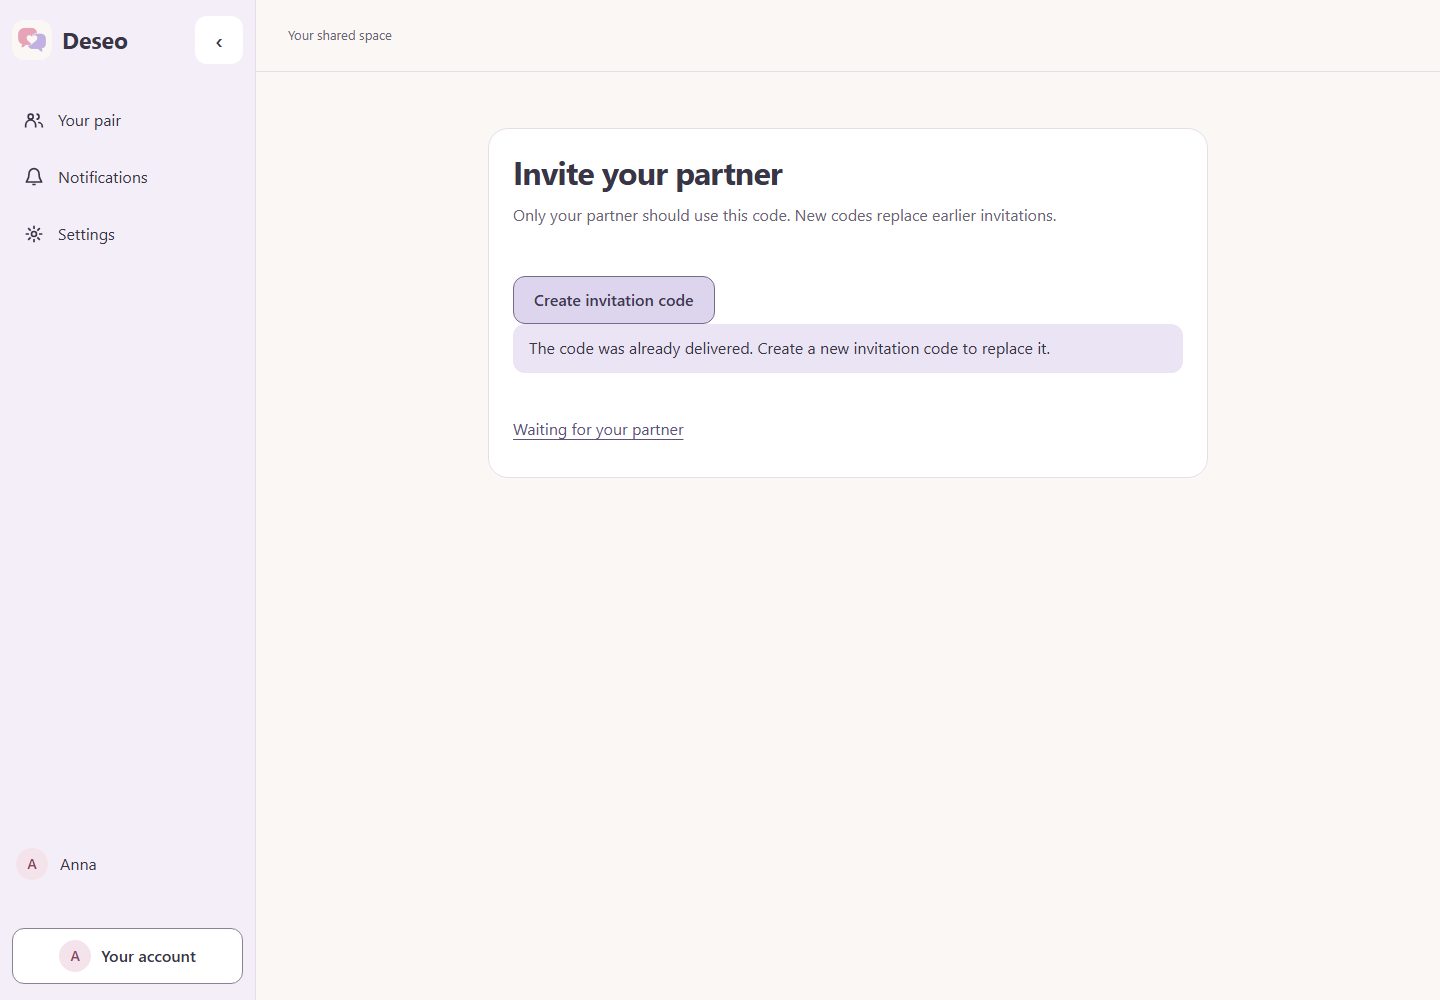 Deseo
‹
Your shared space
Your pair
Notifications
Settings
Invite your partner
Only your partner should use this code. New codes replace earlier invitations.
Create invitation code
The code was already delivered. Create a new invitation code to replace it.
Waiting for your partner
A Anna
A Your account